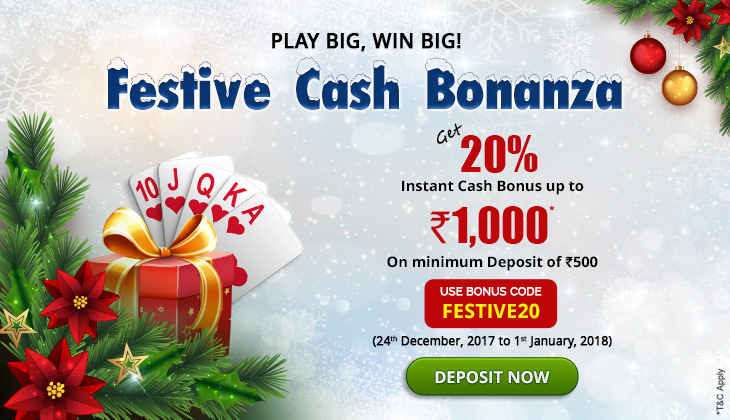 PLAY BIG, WIN BIG!
Festive Cash Bonanza
Get
20%
Instant Cash Bonus up to
₹1,000*
On minimum Deposit of ₹500
USE BONUS CODE
FESTIVE20
(24th December, 2017 to 1st January, 2018)
DEPOSIT NOW
*T&C Apply
10 J Q K A